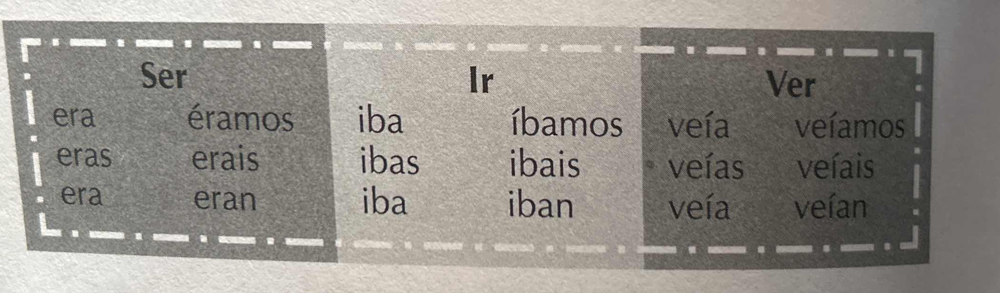 Ser Ir Ver
era éramos iba íbamos veía veíamos
eras erais ibas ibais veías veíais
era eran iba iban veía veían